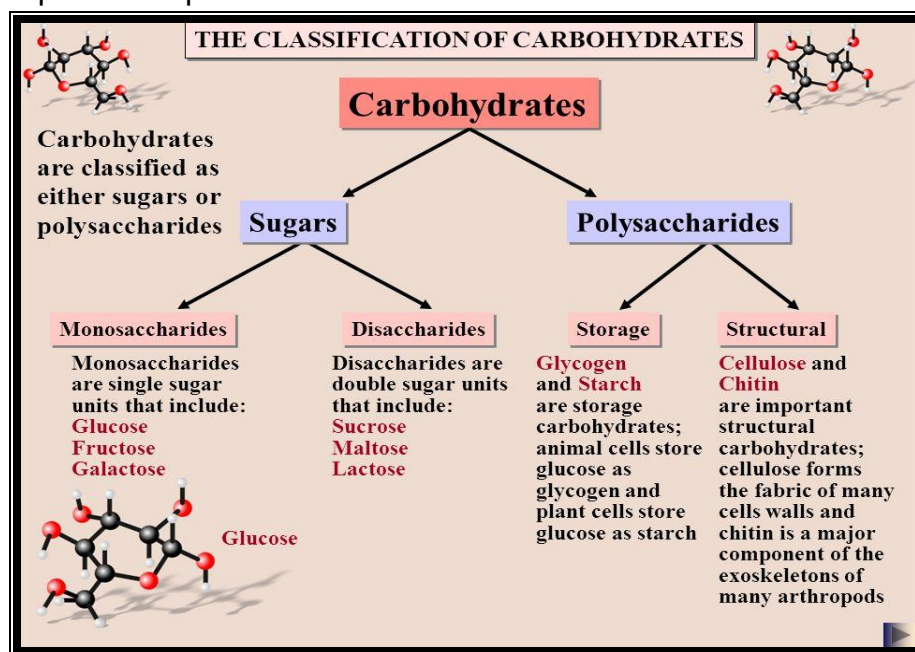 THE CLASSIFICATION OF CARBOHYDRATES
Carbohydrates
Carbohydrates
are classified as
either sugars or
polysaccharides
Sugars
Polysaccharides
Monosaccharides
Monosaccharides
are single sugar
units that include:
Glucose
Fructose
Galactose
Disaccharides
Disaccharides are
double sugar units
that include:
Sucrose
Maltose
Lactose
Storage
Glycogen
and Starch
are storage
carbohydrates;
animal cells store
glucose as
glycogen and
plant cells store
glucose as starch
Structural
Cellulose and
Chitin
are important
structural
carbohydrates;
cellulose forms
the fabric of many
cells walls and
chitin is a major
component of the
exoskeletons of
many arthropods
Glucose